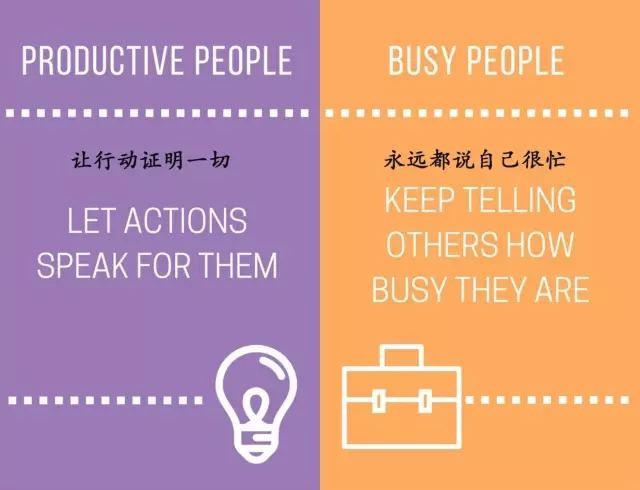 PRODUCTIVE PEOPLE
让行动证明一切
LET ACTIONS
SPEAK FOR THEM
BUSY PEOPLE
永远都说自己很忙
KEEP TELLING
OTHERS HOW
BUSY THEY ARE